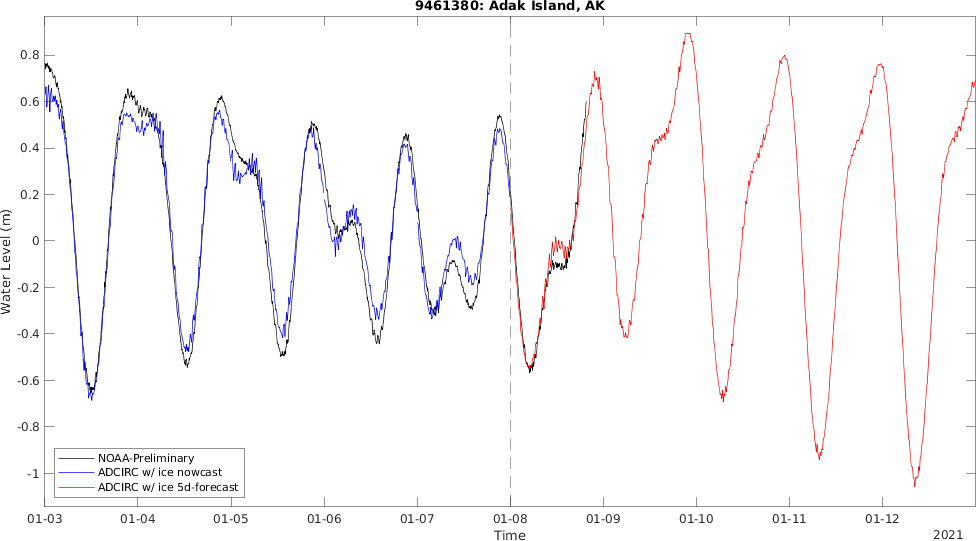 9461380: Adak Island, AK
0.8
0.6
0.4
0.2
0
-0.2
-0.4
-0.6
-0.8
-1
Water Level (m)
NOAA-Preliminary
ADCIRC w/ ice nowcast
ADCIRC w/ ice 5d-forecast
01-03 01-04 01-05 01-06 01-07 01-08 01-09 01-10 01-11 01-12
Time
2021